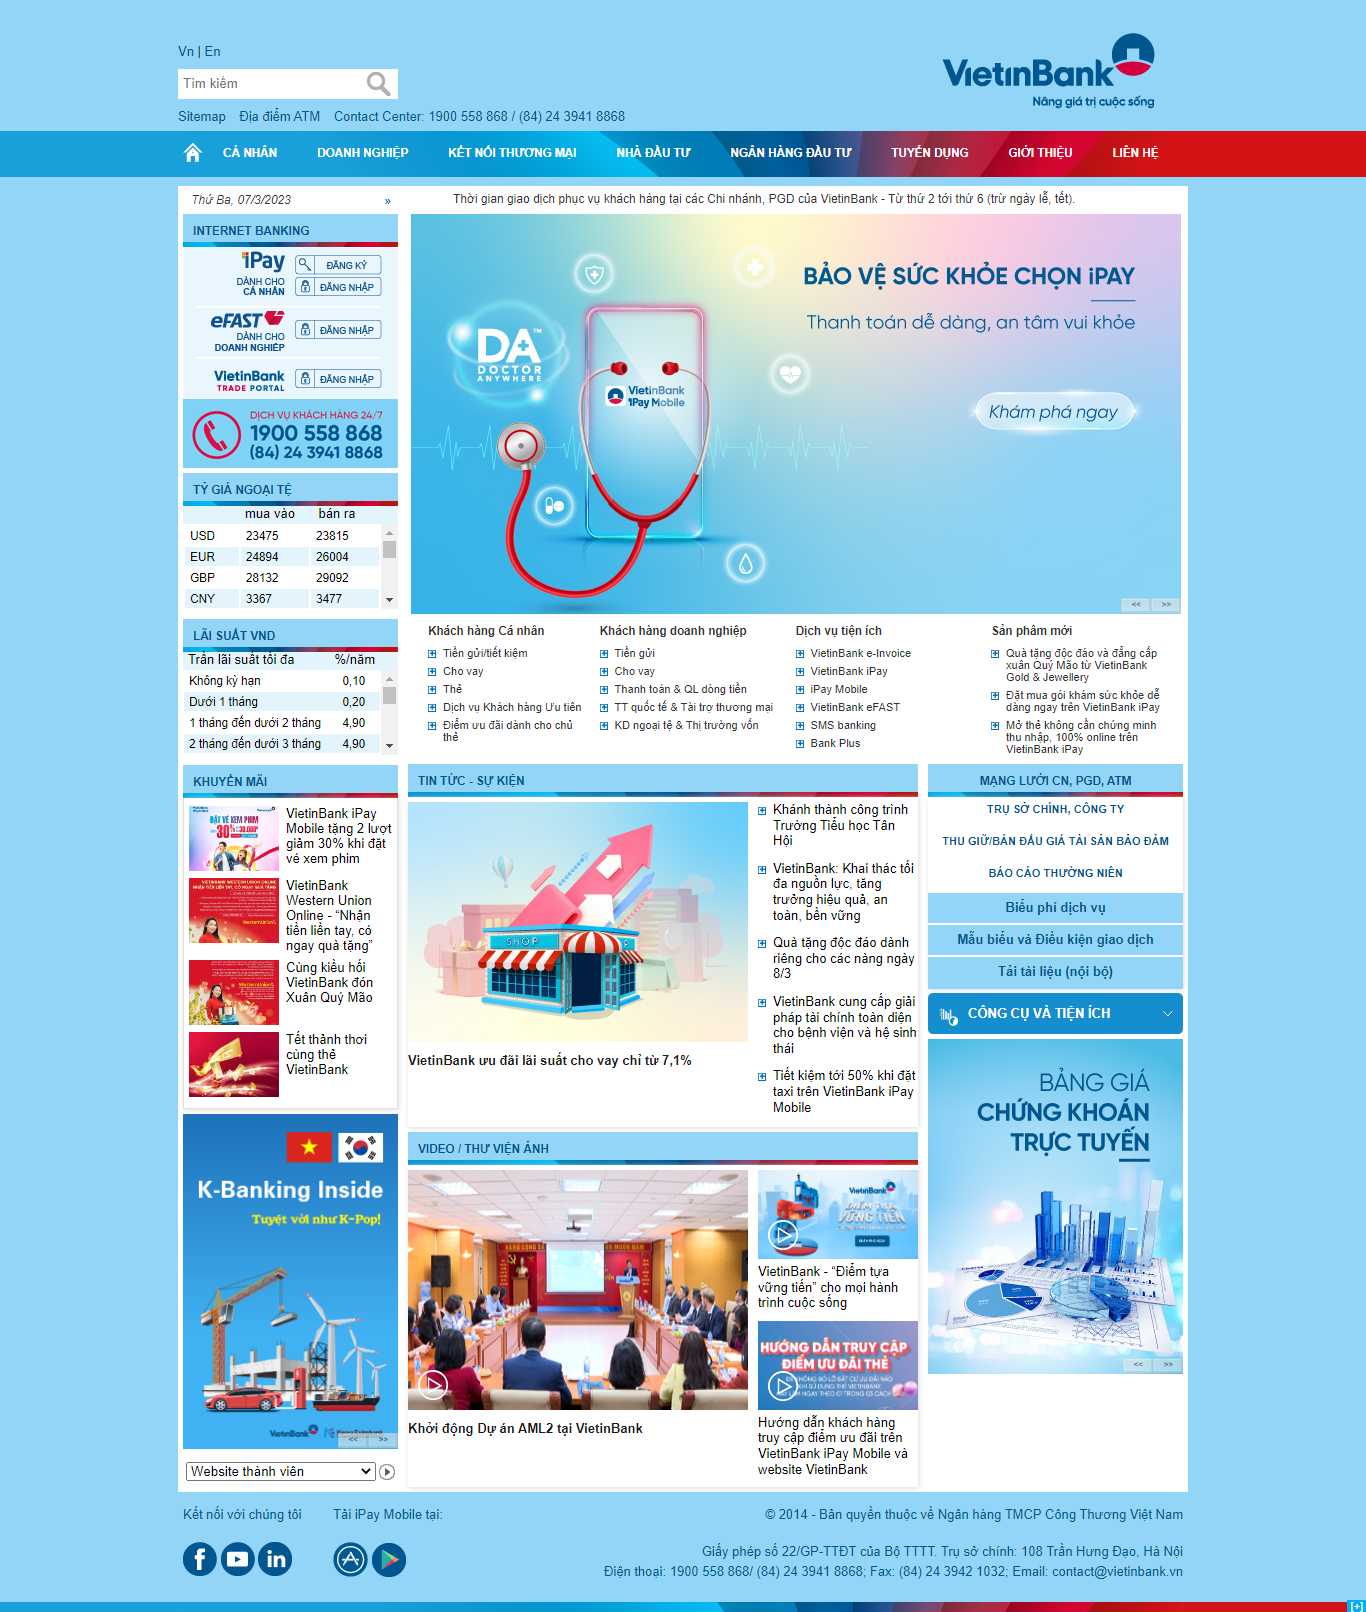 Vn | En
VietinBank
Nâng giá trị cuộc sống
Tìm kiếm
Sitemap Địa điểm ATM Contact Center: 1900 558 868 / (84) 24 3941 8868
CÁ NHÂN DOANH NGHIỆP KẾT NỐI THƯƠNG MẠI NHÀ ĐẦU TƯ NGÂN HÀNG ĐẦU TƯ TUYỂN DỤNG GIỚI THIỆU LIÊN HỆ
Thứ Ba, 07/3/2023 »
Thời gian giao dịch phục vụ khách hàng tại các Chi nhánh, PGD của VietinBank - Từ thứ 2 tới thứ 6 (trừ ngày lễ, tết).
INTERNET BANKING
iPay ĐĂNG KÝ
DÀNH CHO
CÁ NHÂN
ĐĂNG NHẬP
eFAST
DÀNH CHO
DOANH NGHIỆP
ĐĂNG NHẬP
VietinBank
TRADE PORTAL
ĐĂNG NHẬP
DỊCH VỤ KHÁCH HÀNG 24/7
1900 558 868
(84) 24 3941 8868
BẢO VỆ SỨC KHỎE CHỌN iPAY
Thanh toán dễ dàng, an tâm vui khỏe
DA™
DOCTOR
ANYWHERE
VietinBank
iPay Mobile
Khám phá ngay
<< >>
TỶ GIÁ NGOẠI TỆ
mua vào bán ra
USD 23475 23815
EUR 24894 26004
GBP 28132 29092
CNY 3367 3477
LÃI SUẤT VND
Trần lãi suất tối đa %/năm
Không kỳ hạn 0,10
Dưới 1 tháng 0,20
1 tháng đến dưới 2 tháng 4,90
2 tháng đến dưới 3 tháng 4,90
Khách hàng Cá nhân
Tiền gửi/tiết kiệm
Cho vay
Thẻ
Dịch vụ Khách hàng Ưu tiên
Điểm ưu đãi dành cho chủ
thẻ
Khách hàng doanh nghiệp
Tiền gửi
Cho vay
Thanh toán & QL dòng tiền
TT quốc tế & Tài trợ thương mại
KD ngoại tệ & Thị trường vốn
Dịch vụ tiện ích
VietinBank e-Invoice
VietinBank iPay
iPay Mobile
VietinBank eFAST
SMS banking
Bank Plus
Sản phẩm mới
Quà tặng độc đáo và đẳng cấp
xuân Quý Mão từ VietinBank
Gold & Jewellery
Đặt mua gói khám sức khỏe dễ
dàng ngay trên VietinBank iPay
Mở thẻ không cần chứng minh
thu nhập, 100% online trên
VietinBank iPay
KHUYẾN MÃI
ĐẶT VÉ XEM PHIM
30%
VietinBank iPay
Mobile tặng 2 lượt
giảm 30% khi đặt
vé xem phim
VIETINBANK WESTERN UNION ONLINE
NHẬN TIỀN LIỀN TAY, CÓ NGAY QUÀ TẶNG
VietinBank
Western Union
Online - “Nhận
tiền liền tay, có
ngay quà tặng”
Cùng kiều hối
VietinBank đón
Xuân Quý Mão
Tết thảnh thơi
cùng thẻ
VietinBank
K-Banking Inside
Tuyệt vời như K-Pop!
VietinBank
<< >>
Website thành viên
TIN TỨC - SỰ KIỆN
SHOP
VietinBank ưu đãi lãi suất cho vay chỉ từ 7,1%
Khánh thành công trình
Trường Tiểu học Tân
Hội
VietinBank: Khai thác tối
đa nguồn lực, tăng
trưởng hiệu quả, an
toàn, bền vững
Quà tặng độc đáo dành
riêng cho các nàng ngày
8/3
VietinBank cung cấp giải
pháp tài chính toàn diện
cho bệnh viện và hệ sinh
thái
Tiết kiệm tới 50% khi đặt
taxi trên VietinBank iPay
Mobile
VIDEO / THƯ VIỆN ẢNH
Khởi động Dự án AML2 tại VietinBank
VietinBank
ĐIỂM TỰA
VỮNG TIẾN
VietinBank - “Điểm tựa
vững tiến” cho mọi hành
trình cuộc sống
HƯỚNG DẪN TRUY CẬP
ĐIỂM ƯU ĐÃI THẺ
Hướng dẫn khách hàng
truy cập điểm ưu đãi trên
VietinBank iPay Mobile và
website VietinBank
MẠNG LƯỚI CN, PGD, ATM
TRỤ SỞ CHÍNH, CÔNG TY
THU GIỮ/BÁN ĐẤU GIÁ TÀI SẢN BẢO ĐẢM
BÁO CÁO THƯỜNG NIÊN
Biểu phí dịch vụ
Mẫu biểu và Điều kiện giao dịch
Tải tài liệu (nội bộ)
CÔNG CỤ VÀ TIỆN ÍCH
BẢNG GIÁ
CHỨNG KHOÁN
TRỰC TUYẾN
<< >>
Kết nối với chúng tôi Tải iPay Mobile tại:
© 2014 - Bản quyền thuộc về Ngân hàng TMCP Công Thương Việt Nam
Giấy phép số 22/GP-TTĐT của Bộ TTTT. Trụ sở chính: 108 Trần Hưng Đạo, Hà Nội
Điện thoại: 1900 558 868/ (84) 24 3941 8868; Fax: (84) 24 3942 1032; Email: contact@vietinbank.vn
[+]